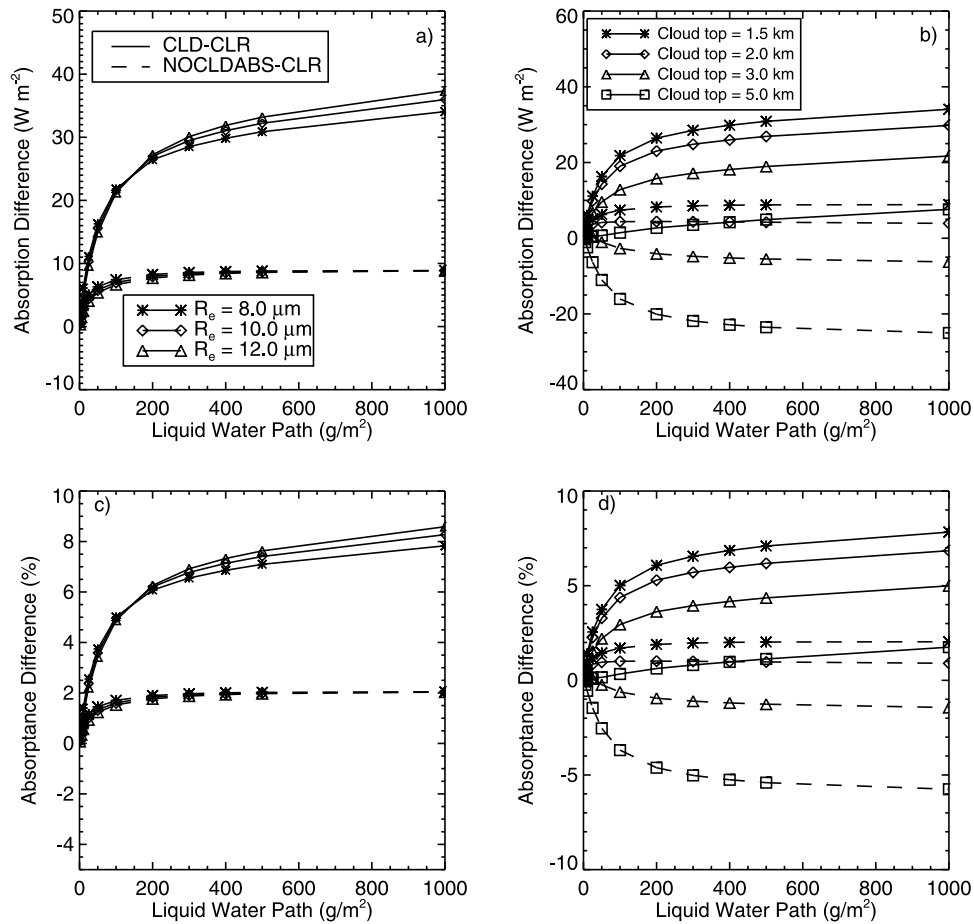 a)
CLD-CLR
NOCLDABS-CLR
50
40
30
20
10
0
-10
Absorption Difference (W m-2)
Re = 8.0 μm
Re = 10.0 μm
Re = 12.0 μm
0 200 400 600 800 1000
Liquid Water Path (g/m2)
b)
Cloud top = 1.5 km
Cloud top = 2.0 km
Cloud top = 3.0 km
Cloud top = 5.0 km
60
40
20
0
-20
-40
Absorption Difference (W m-2)
0 200 400 600 800 1000
Liquid Water Path (g/m2)
c)
10
8
6
4
2
0
-2
-4
Absorptance Difference (%)
0 200 400 600 800 1000
Liquid Water Path (g/m2)
d)
10
5
0
-5
-10
Absorptance Difference (%)
0 200 400 600 800 1000
Liquid Water Path (g/m2)